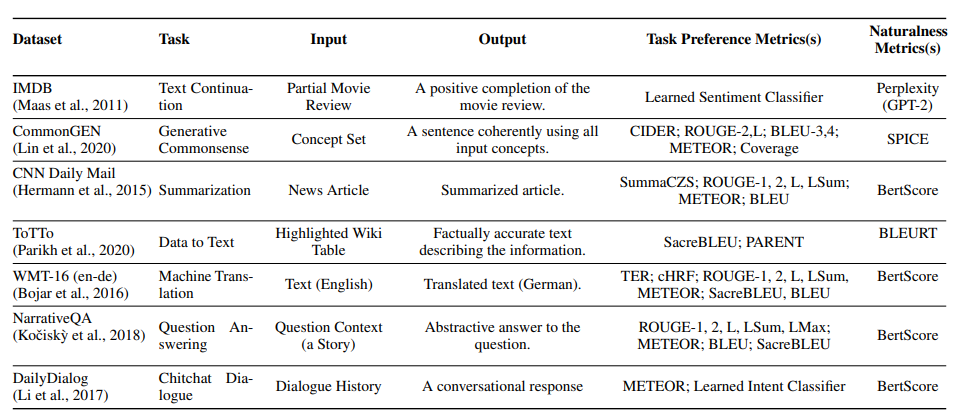 Dataset Task Input Output Task Preference Metrics(s) Naturalness Metrics(s)
IMDB Text Continua- Partial Movie A positive completion of the Learned Sentiment Classifier Perplexity
(Maas et al., 2011) tion Review movie review. (GPT-2)
CommonGEN Generative Concept Set A sentence coherently using all CIDER; ROUGE-2,L; BLEU-3,4; SPICE
(Lin et al., 2020) Commonsense input concepts. METEOR; Coverage
CNN Daily Mail
(Hermann et al., 2015) Summarization News Article Summarized article. SummaCZS; ROUGE-1, 2, L, LSum; BertScore
METEOR; BLEU
ToTTo Data to Text Highlighted Wiki Factually accurate text SacreBLEU; PARENT BLEURT
(Parikh et al., 2020) Table describing the information.
WMT-16 (en-de) Machine Trans- Text (English) Translated text (German). TER; cHRF; ROUGE-1, 2, L, LSum, BertScore
(Bojar et al., 2016) lation METEOR; SacreBLEU, BLEU
NarrativeQA Question An- Question Context Abstractive answer to the ROUGE-1, 2, L, LSum, LMax; BertScore
(Kočiskỳ et al., 2018) swering (a Story) question. METEOR; BLEU; SacreBLEU
DailyDialog Chitchat Dia- Dialogue History A conversational response METEOR; Learned Intent Classifier BertScore
(Li et al., 2017) logue